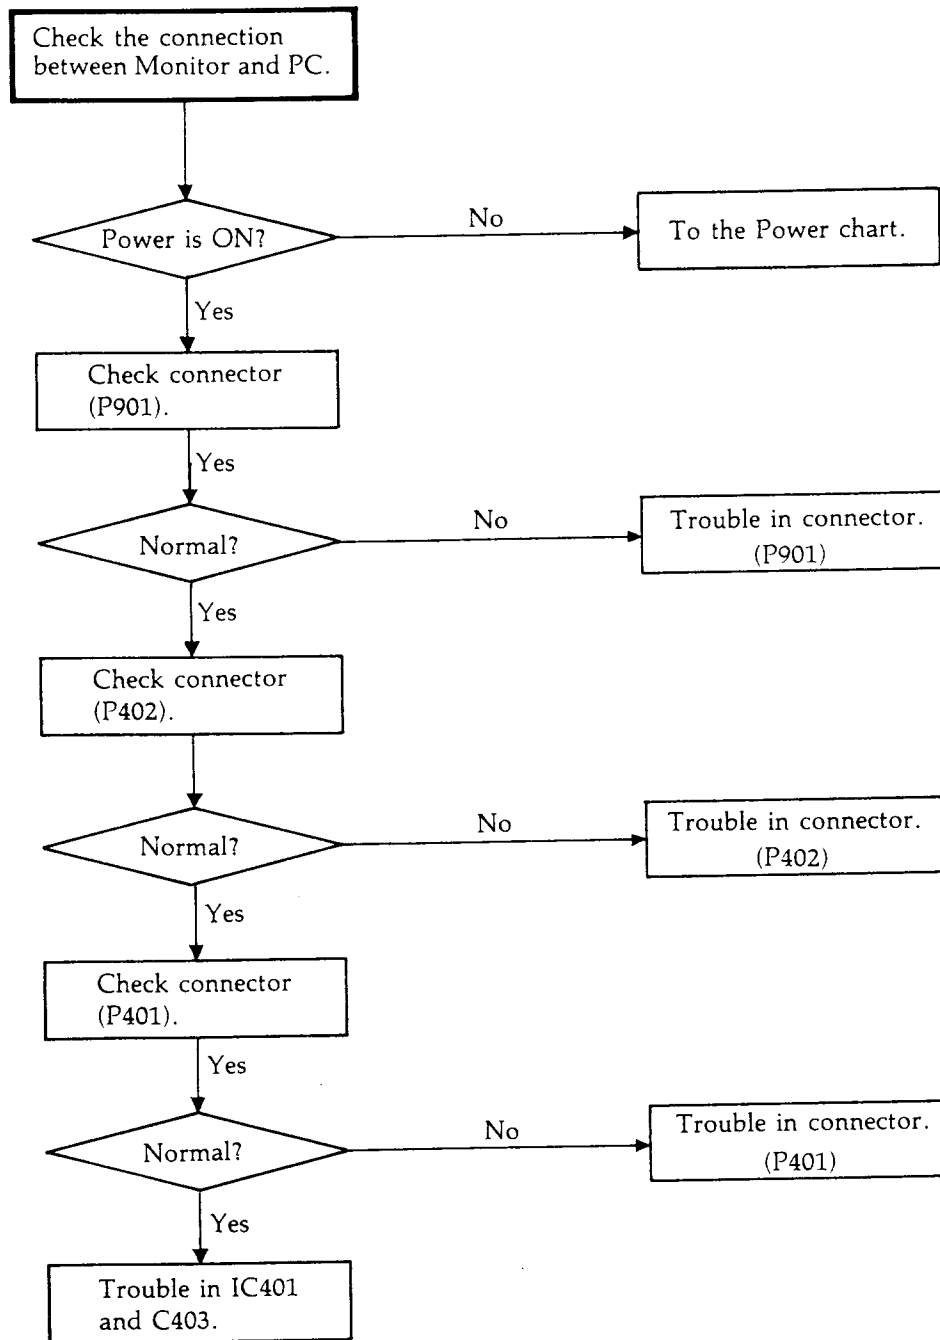 Check the connection
between Monitor and PC.
Power is ON?
No
To the Power chart.
Yes
Check connector
(P901).
Yes
Normal?
No
Trouble in connector.
(P901)
Yes
Check connector
(P402).
Normal?
No
Trouble in connector.
(P402)
Yes
Check connector
(P401).
Yes
Normal?
No
Trouble in connector.
(P401)
Yes
Trouble in IC401
and C403.